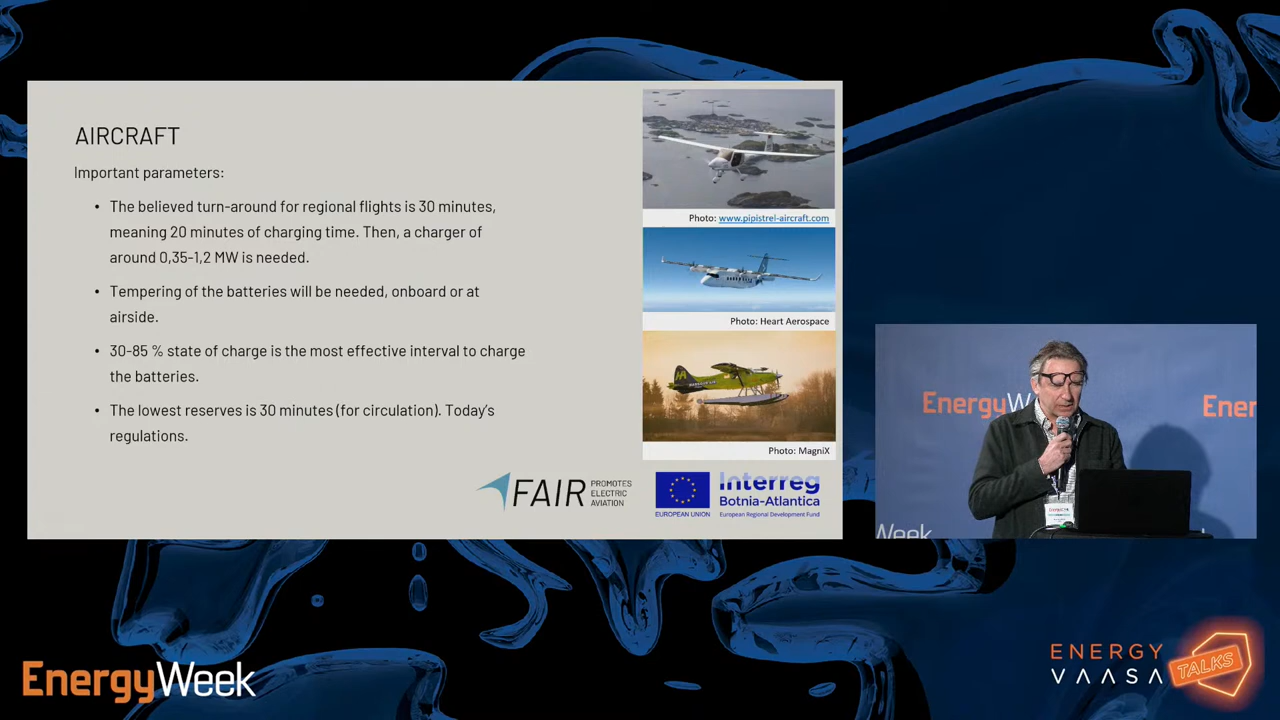 AIRCRAFT
Important parameters:
• The believed turn-around for regional flights is 30 minutes,
meaning 20 minutes of charging time. Then, a charger of
around 0,35-1,2 MW is needed.
• Tempering of the batteries will be needed, onboard or at
airside.
• 30-85 % state of charge is the most effective interval to charge
the batteries.
• The lowest reserves is 30 minutes (for circulation). Today's
regulations.
Photo: www.pipistrel-aircraft.com
Photo: Heart Aerospace
Photo: MagniX
FAIR PROMOTES
ELECTRIC
AVIATION
EUROPEAN UNION
Interreg
Botnia-Atlantica
European Regional Development Fund
EnergyW
Ener
Week
EnergyWeek
ENERGY
VAASA
TALKS